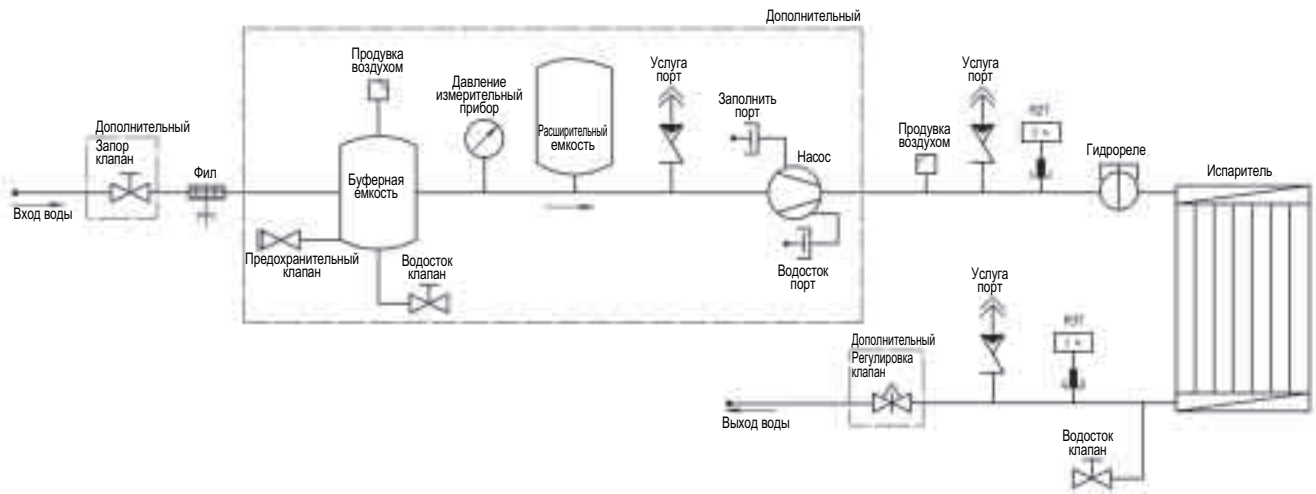 Дополнительный
Продувка
воздухом
Давление
измерительный
прибор
Расширительный
емкость
Услуга
порт
Заполнить
порт
Насос
Продувка
воздухом
Услуга
порт
R2T
Гидрореле
Испаритель
Дополнительный
Запор
клапан
Фил
Буферная
емкость
Вход воды
Предохранительный
клапан
Водосток
клапан
Водосток
порт
Услуга
порт
R3T
Дополнительный
Регулировка
клапан
Выход воды
Водосток
клапан